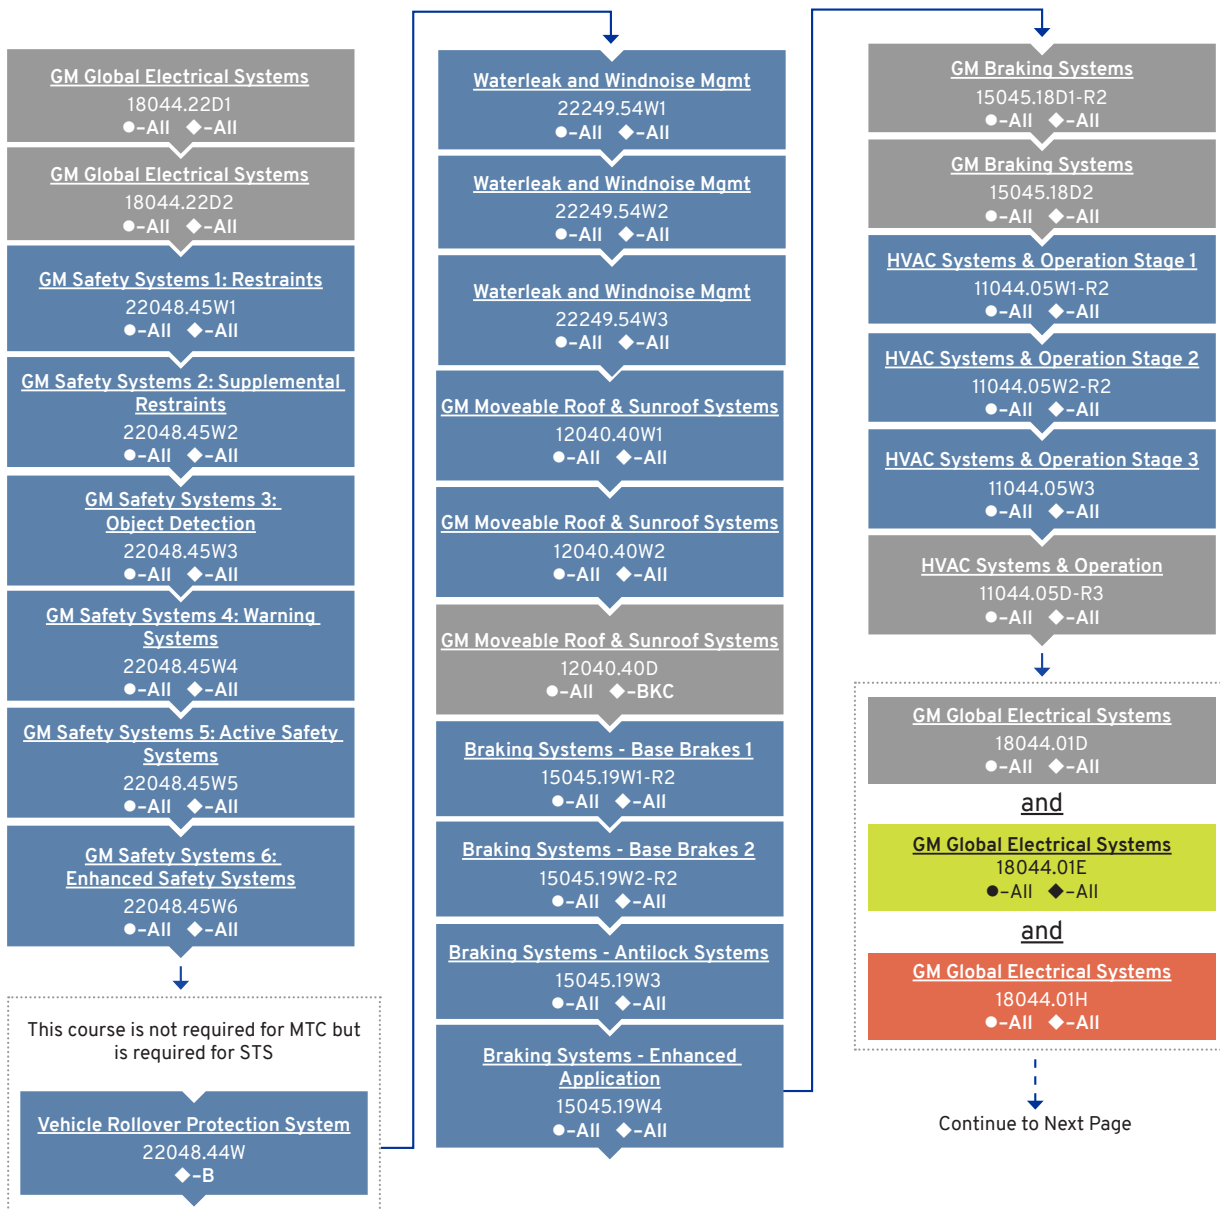 GM Global Electrical Systems
18044.22D1
●-All ◆-All
GM Global Electrical Systems
18044.22D2
●-All ◆-All
GM Safety Systems 1: Restraints
22048.45W1
●-All ◆-All
GM Safety Systems 2: Supplemental
Restraints
22048.45W2
●-All ◆-All
GM Safety Systems 3:
Object Detection
22048.45W3
●-All ◆-All
GM Safety Systems 4: Warning
Systems
22048.45W4
●-All ◆-All
GM Safety Systems 5: Active Safety
Systems
22048.45W5
●-All ◆-All
GM Safety Systems 6:
Enhanced Safety Systems
22048.45W6
●-All ◆-All
This course is not required for MTC but
is required for STS
Vehicle Rollover Protection System
22048.44W
◆-B
Waterleak and Windnoise Mgmt
22249.54W1
●-All ◆-All
Waterleak and Windnoise Mgmt
22249.54W2
●-All ◆-All
Waterleak and Windnoise Mgmt
22249.54W3
●-All ◆-All
GM Moveable Roof & Sunroof Systems
12040.40W1
●-All ◆-All
GM Moveable Roof & Sunroof Systems
12040.40W2
●-All ◆-All
GM Moveable Roof & Sunroof Systems
12040.40D
●-All ◆-BKC
Braking Systems - Base Brakes 1
15045.19W1-R2
●-All ◆-All
Braking Systems - Base Brakes 2
15045.19W2-R2
●-All ◆-All
Braking Systems - Antilock Systems
15045.19W3
●-All ◆-All
Braking Systems - Enhanced
Application
15045.19W4
●-All ◆-All
GM Braking Systems
15045.18D1-R2
●-All ◆-All
GM Braking Systems
15045.18D2
●-All ◆-All
HVAC Systems & Operation Stage 1
11044.05W1-R2
●-All ◆-All
HVAC Systems & Operation Stage 2
11044.05W2-R2
●-All ◆-All
HVAC Systems & Operation Stage 3
11044.05W3
●-All ◆-All
HVAC Systems & Operation
11044.05D-R3
●-All ◆-All
GM Global Electrical Systems
18044.01D
●-All ◆-All
and
GM Global Electrical Systems
18044.01E
●-All ◆-All
and
GM Global Electrical Systems
18044.01H
●-All ◆-All
Continue to Next Page